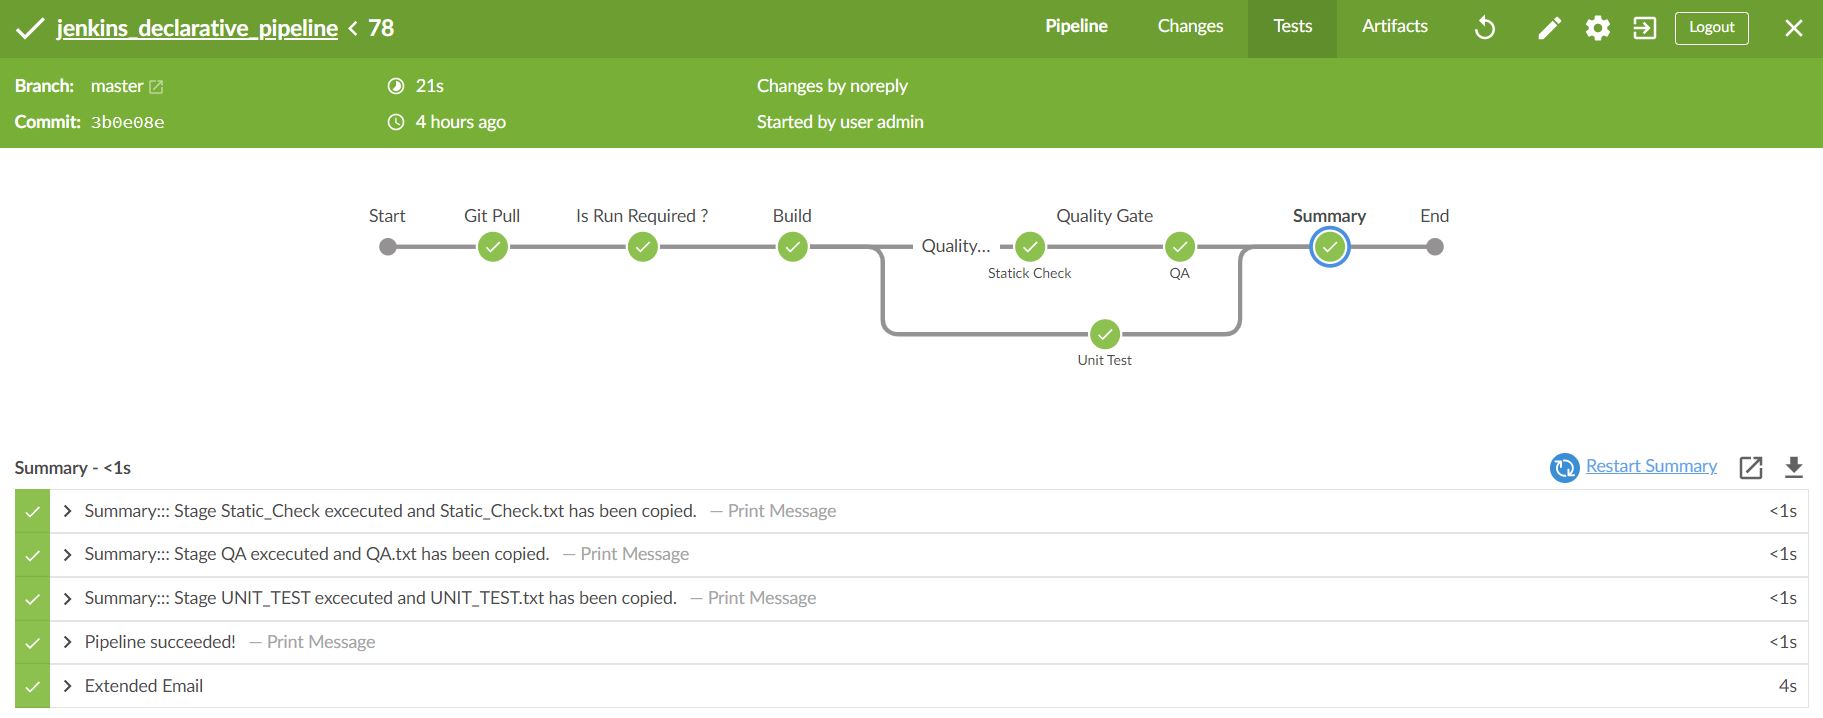 jenkins_declarative_pipeline < 78
Pipeline Changes Tests Artifacts Logout
Branch: master 21s Changes by noreply
Commit: 3b0e08e 4 hours ago Started by user admin
Start Git Pull Is Run Required ? Build Quality Gate Summary End
Quality...
Statick Check QA
Unit Test
Summary - <1s Restart Summary
Summary::: Stage Static_Check excecuted and Static_Check.txt has been copied. — Print Message <1s
Summary::: Stage QA excecuted and QA.txt has been copied. — Print Message <1s
Summary::: Stage UNIT_TEST excecuted and UNIT_TEST.txt has been copied. — Print Message <1s
Pipeline succeeded! — Print Message <1s
Extended Email 4s